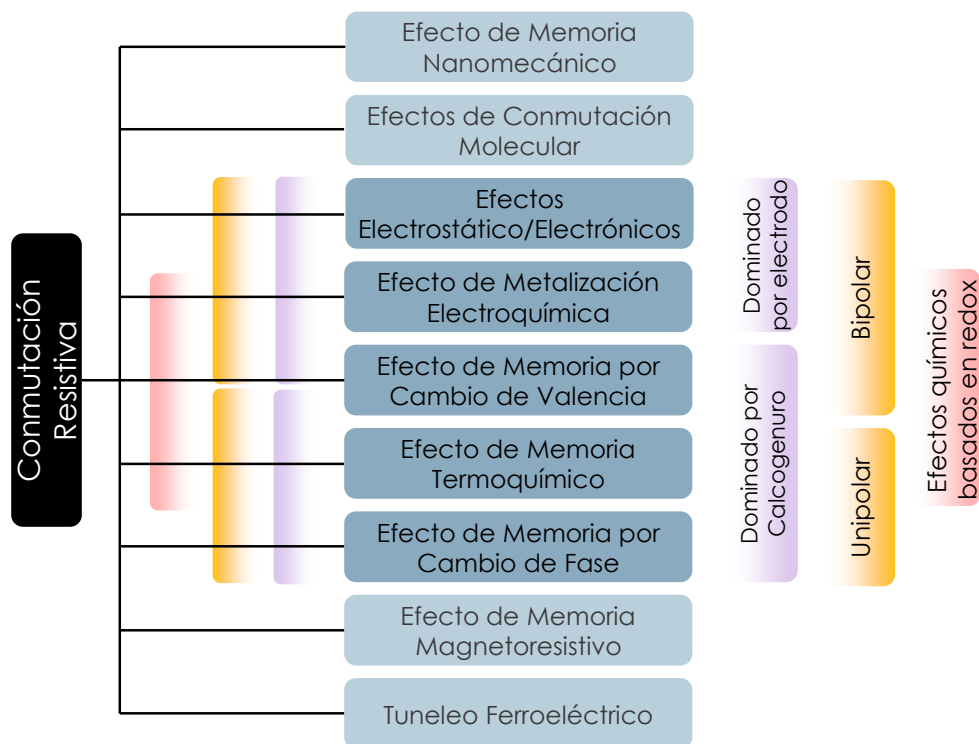 Conmutación
Resistiva
Efecto de Memoria
Nanomecánico
Efectos de Conmutación
Molecular
Efectos
Electrostático/Electrónicos
Efecto de Metalización
Electroquímica
Efecto de Memoria por
Cambio de Valencia
Efecto de Memoria
Termoquímico
Efecto de Memoria por
Cambio de Fase
Efecto de Memoria
Magnetoresistivo
Tuneleo Ferroeléctrico
Dominado
por electrodo
Dominado por
Calcogenuro
Bipolar
Unipolar
Efectos químicos
basados en redox